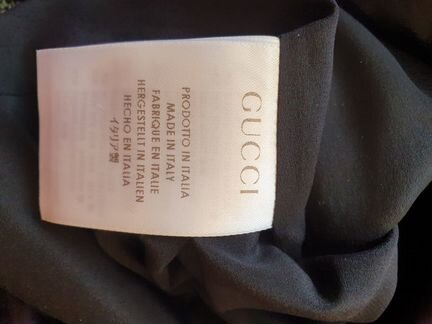 GUCCI
PRODOTTO IN ITALIA
MADE IN ITALY
FABRIQUE EN ITALIE
HERGESTELLT IN ITALIEN
HECHO EN ITALIA
イタリア製